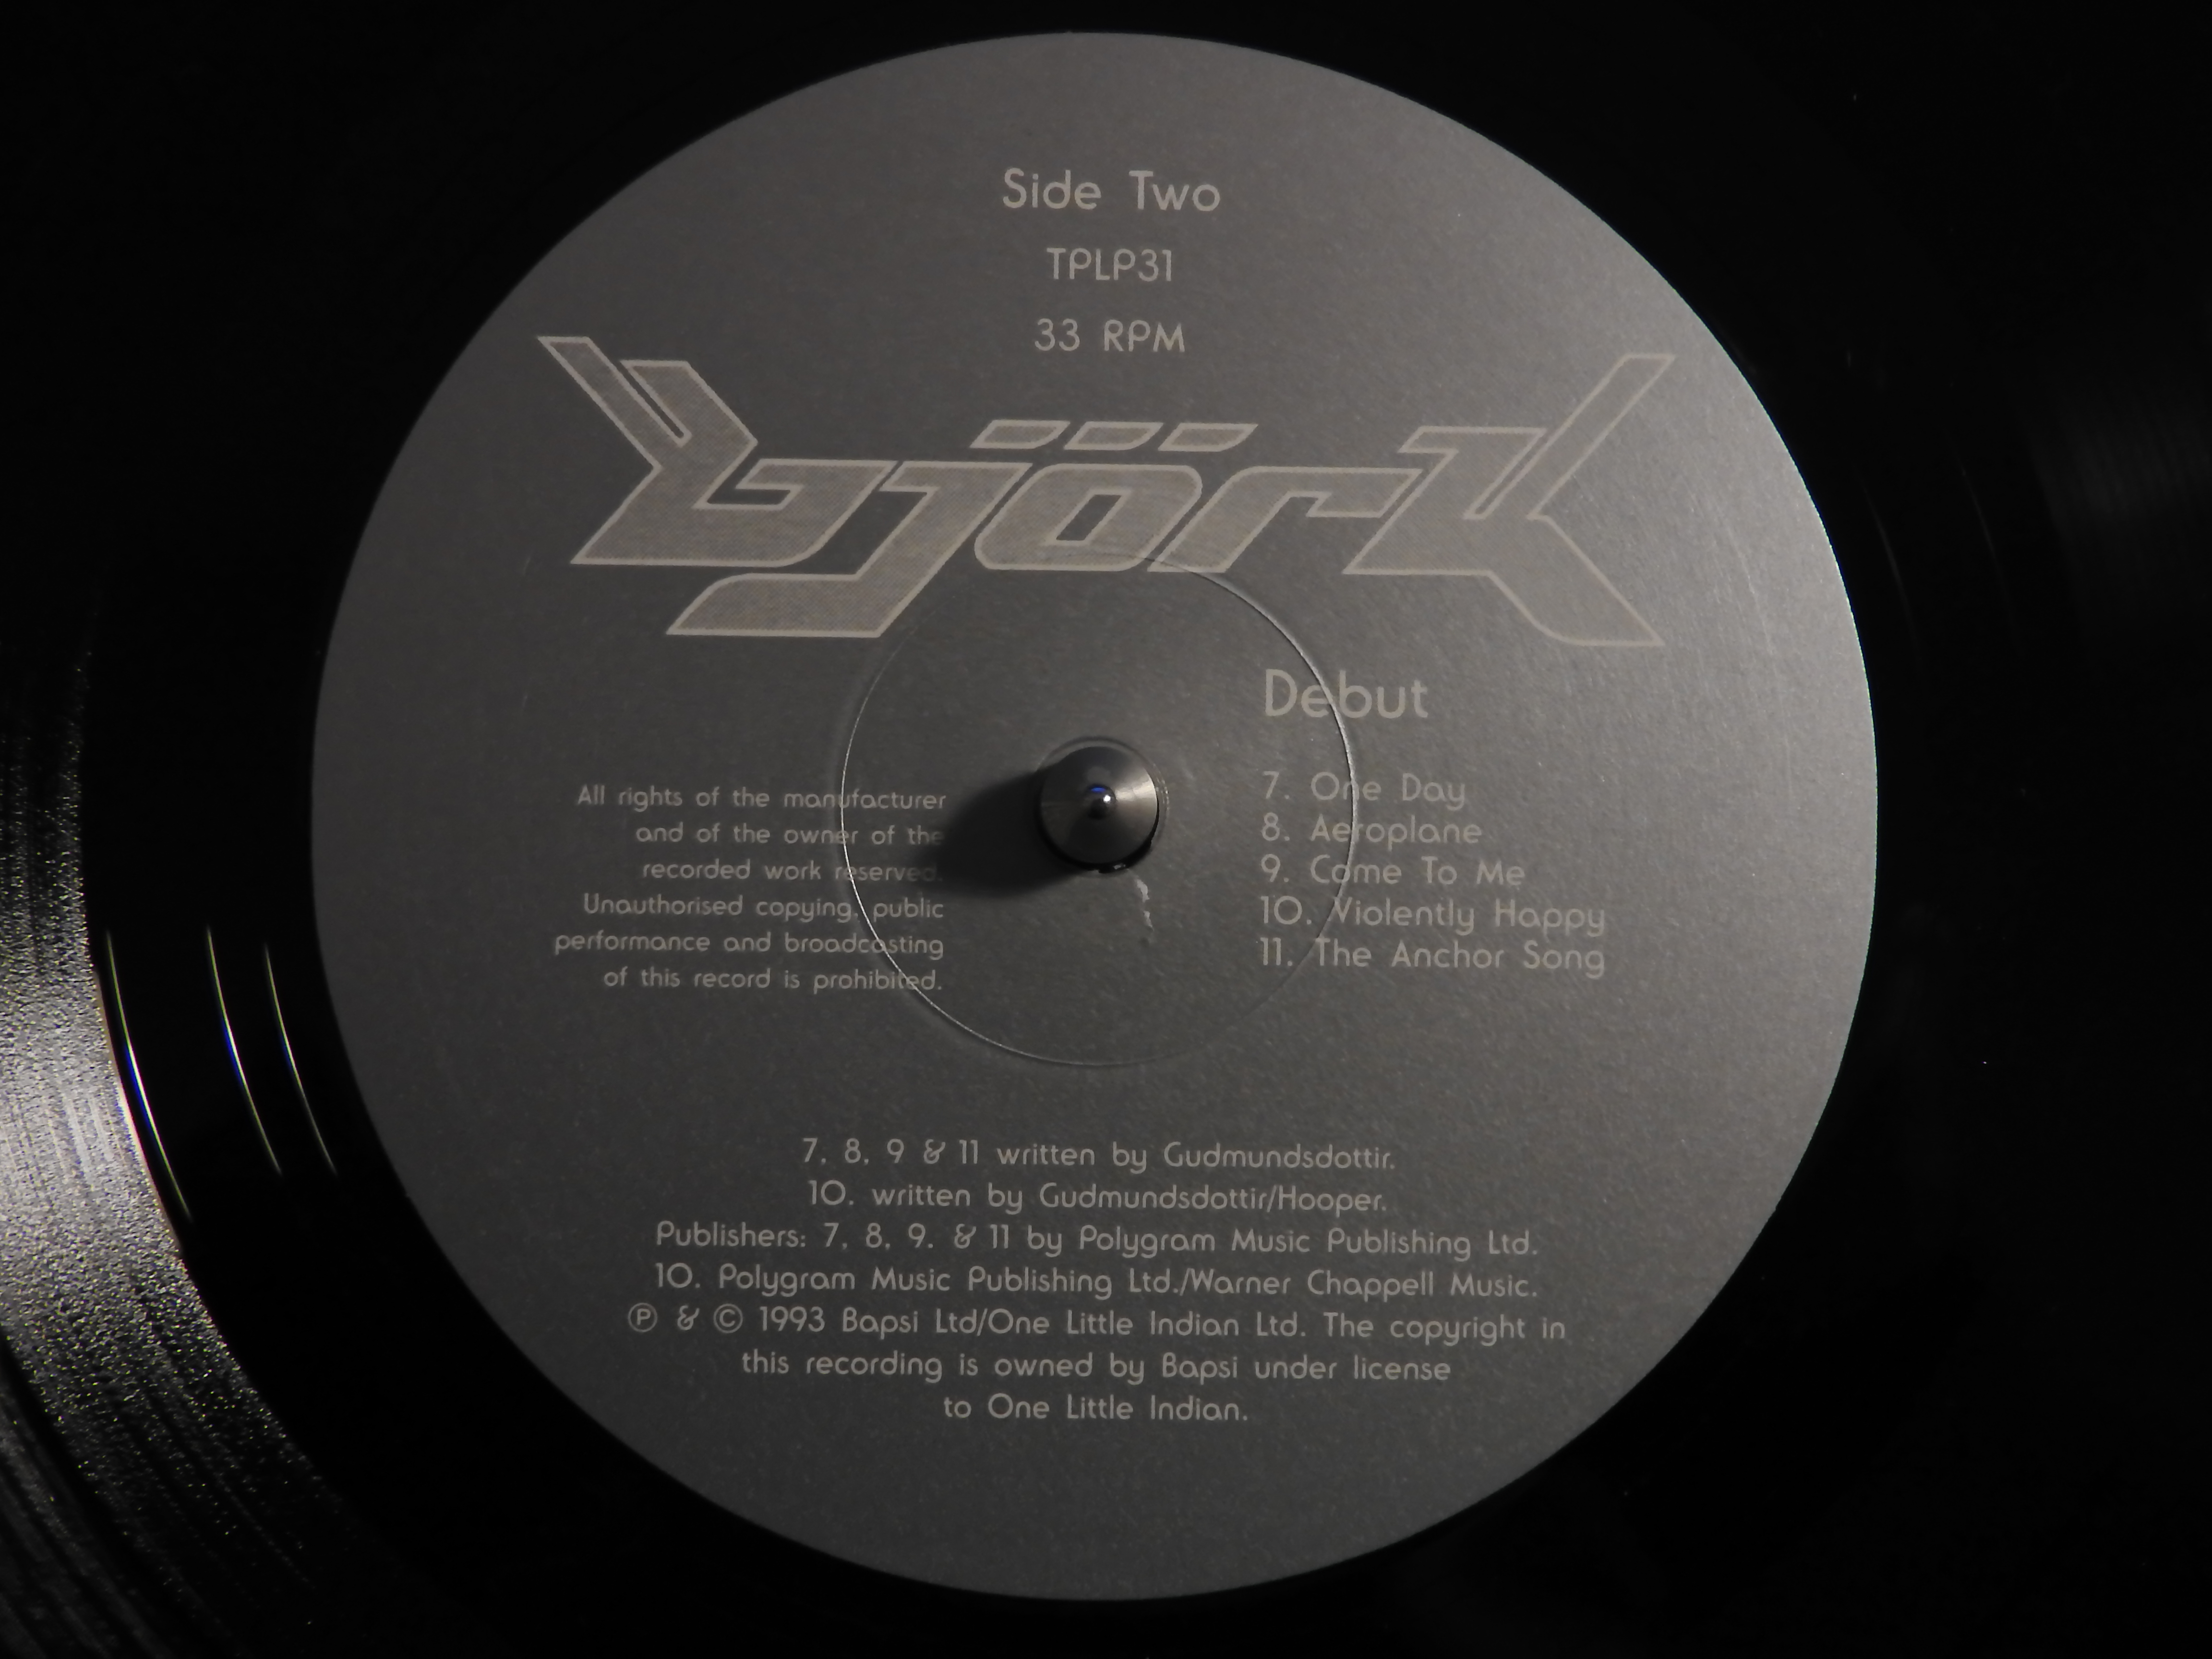 Side Two
TPLP31
33 RPM
björk
Debut
7. One Day
8. Aeroplane
9. Come To Me
10. Violently Happy
11. The Anchor Song
All rights of the manufacturer
and of the owner of the
recorded work reserved.
Unauthorised copying, public
performance and broadcasting
of this record is prohibited.
7, 8, 9 & 11 written by Gudmundsdottir.
10. written by Gudmundsdottir/Hooper.
Publishers: 7, 8, 9. & 11 by Polygram Music Publishing Ltd.
10. Polygram Music Publishing Ltd./Warner Chappell Music.
℗ & © 1993 Bapsi Ltd/One Little Indian Ltd. The copyright in
this recording is owned by Bapsi under license
to One Little Indian.